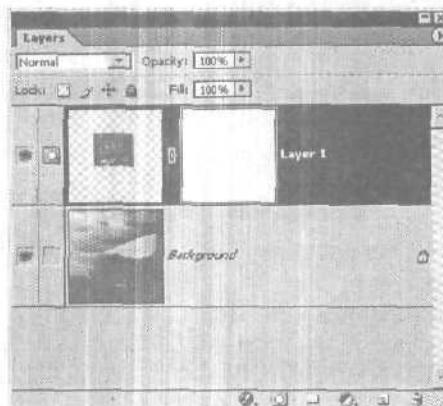 Layers
Normal Opacity: 100%
Lock: Fill: 100%
Layer 1
Background